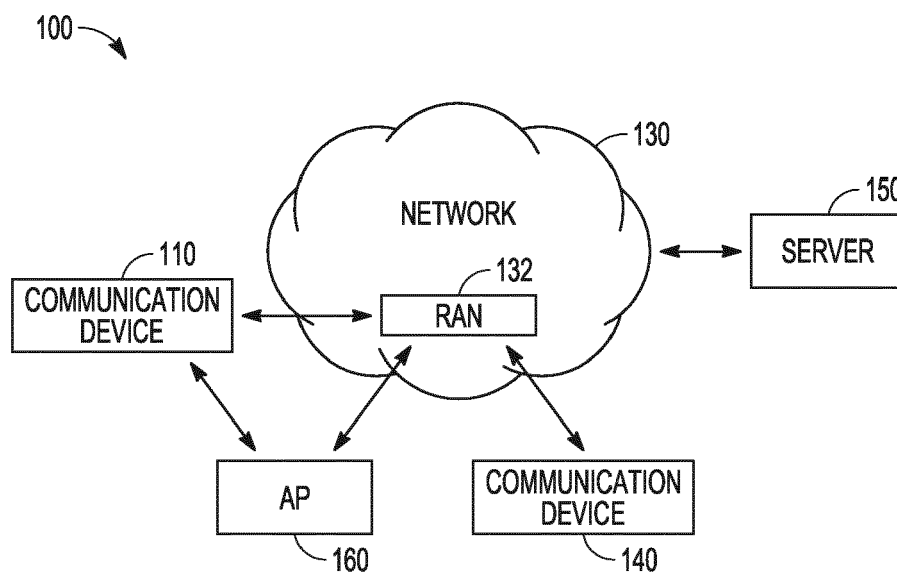 100
130
NETWORK
150
SERVER
110
COMMUNICATION
DEVICE
132
RAN
AP
160
COMMUNICATION
DEVICE
140